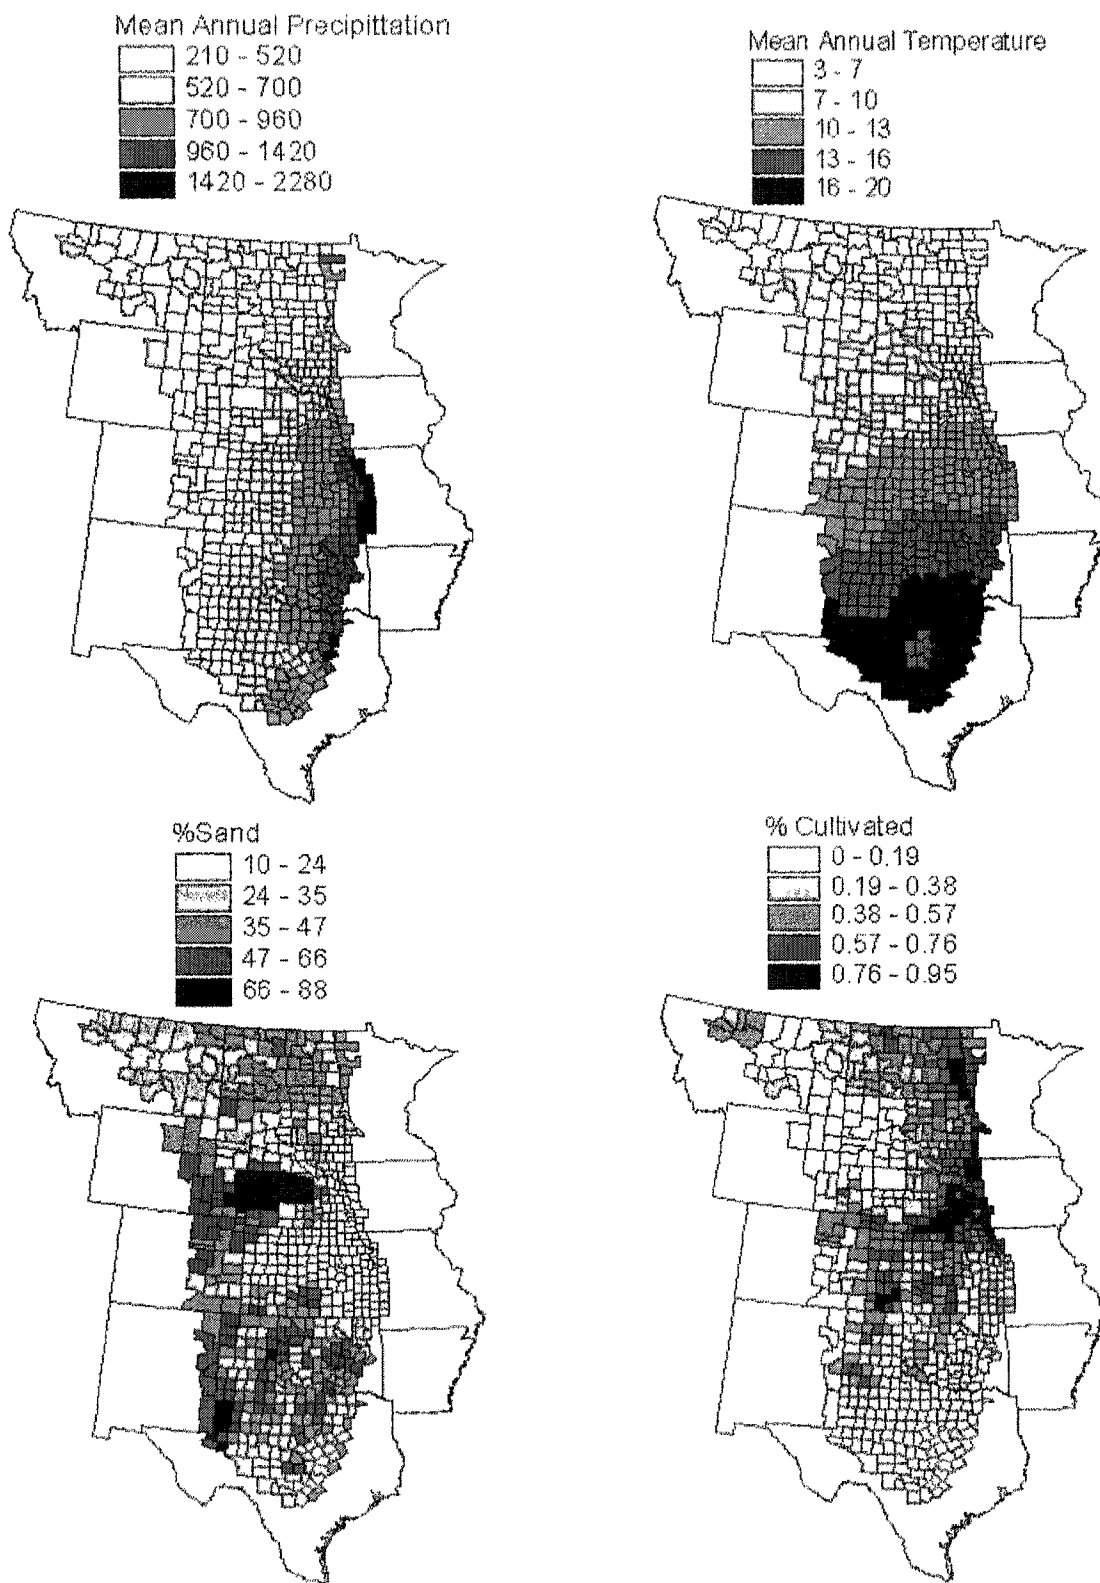 Mean Annual Precipittation
210 - 520
520 - 700
700 - 960
960 - 1420
1420 - 2280
Mean Annual Temperature
3 - 7
7 - 10
10 - 13
13 - 16
16 - 20
%Sand
10 - 24
24 - 35
35 - 47
47 - 66
66 - 88
% Cultivated
0 - 0.19
0.19 - 0.38
0.38 - 0.57
0.57 - 0.76
0.76 - 0.95